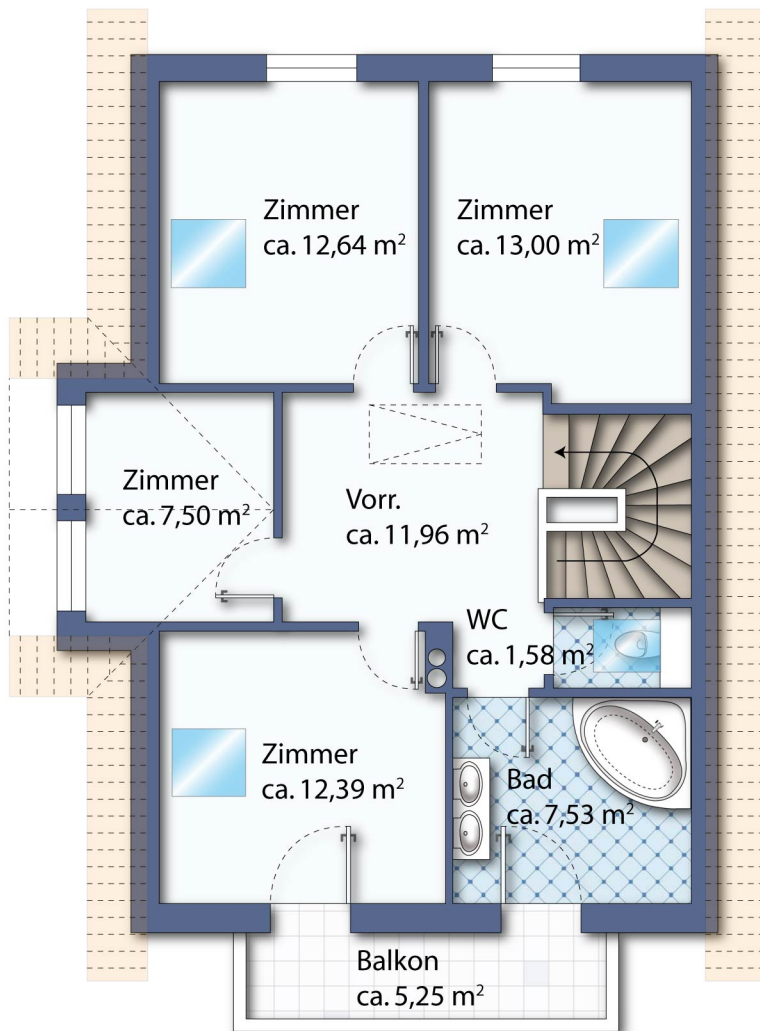 Zimmer
ca. 12,64 m²
Zimmer
ca. 13,00 m²
Zimmer
ca. 7,50 m²
Vorr.
ca. 11,96 m²
WC
ca. 1,58 m²
Zimmer
ca. 12,39 m²
Bad
ca. 7,53 m²
Balkon
ca. 5,25 m²